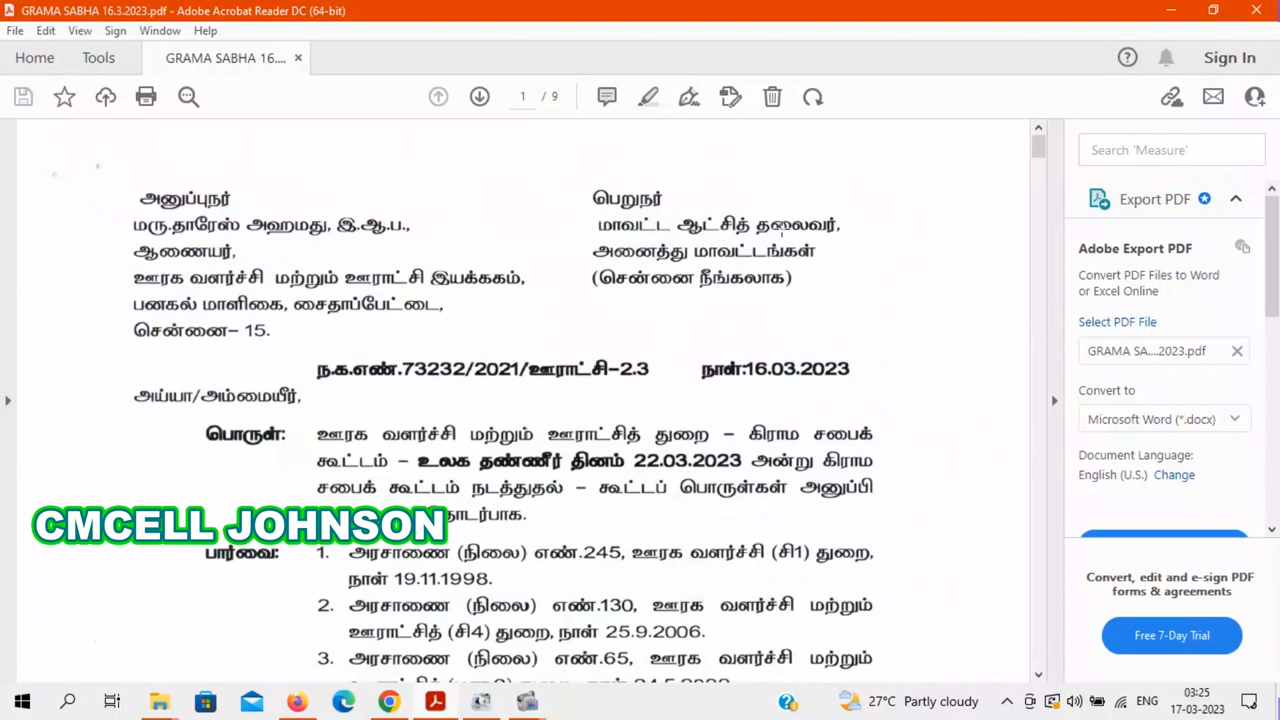 GRAMA SABHA 16.3.2023.pdf - Adobe Acrobat Reader DC (64-bit)
File Edit View Sign Window Help
Home Tools GRAMA SABHA 16.... × Sign In
1 / 9
Search 'Measure'
Export PDF
Adobe Export PDF
Convert PDF Files to Word
or Excel Online
Select PDF File
GRAMA SA....2023.pdf
Convert to
Microsoft Word (*.docx)
Document Language:
English (U.S.) Change
Convert, edit and e-sign PDF
forms & agreements
Free 7-Day Trial
அனுப்புநர்
மரு.தாரேஸ் அஹமது, இ.ஆ.ப.,
ஆணையர்,
ஊரக வளர்ச்சி மற்றும் ஊராட்சி இயக்ககம்,
பனகல் மாளிகை, சைதாப்பேட்டை,
சென்னை– 15.
பெறுநர்
மாவட்ட ஆட்சித் தலைவர்,
அனைத்து மாவட்டங்கள்
(சென்னை நீங்கலாக)
ந.க.எண்.73232/2021/ஊராட்சி-2.3 நாள்:16.03.2023
அய்யா/அம்மையீர்,
பொருள்: ஊரக வளர்ச்சி மற்றும் ஊராட்சித் துறை – கிராம சபைக்
கூட்டம் – உலக தண்ணீர் தினம் 22.03.2023 அன்று கிராம
சபைக் கூட்டம் நடத்துதல் – கூட்டப் பொருள்கள் அனுப்பி
CMCELL JOHNSON
பார்வை: 1. அரசாணை (நிலை) எண்.245, ஊரக வளர்ச்சி (சி1) துறை,
நாள் 19.11.1998.
2. அரசாணை (நிலை) எண்.130, ஊரக வளர்ச்சி மற்றும்
ஊராட்சித் (சி4) துறை, நாள் 25.9.2006.
3. அரசாணை (நிலை) எண்.65, ஊரக வளர்ச்சி மற்றும்
27°C Partly cloudy ENG 03:25
17-03-2023